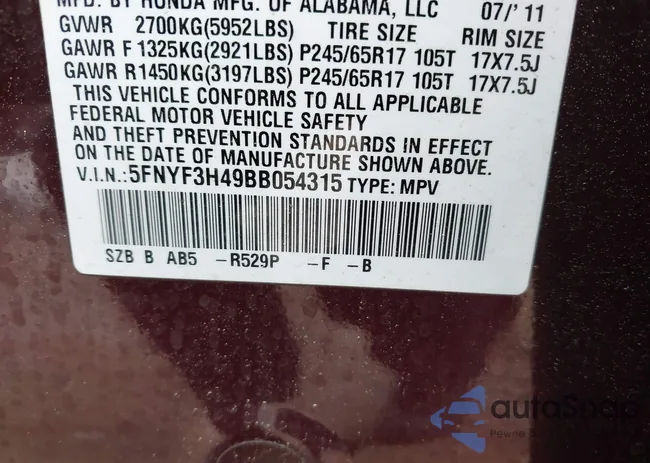 MFD. BY HONDA MFG. OF ALABAMA, LLC 07/'11
GVWR 2700KG(5952LBS) TIRE SIZE RIM SIZE
GAWR F 1325KG(2921LBS) P245/65R17 105T 17X7.5J
GAWR R1450KG(3197LBS) P245/65R17 105T 17X7.5J
THIS VEHICLE CONFORMS TO ALL APPLICABLE
FEDERAL MOTOR VEHICLE SAFETY
AND THEFT PREVENTION STANDARDS IN EFFECT
ON THE DATE OF MANUFACTURE SHOWN ABOVE.
V.I.N.:5FNYF3H49BB054315 TYPE: MPV
SZB B AB5 -R529P -F -B
autoSnap
Pewne